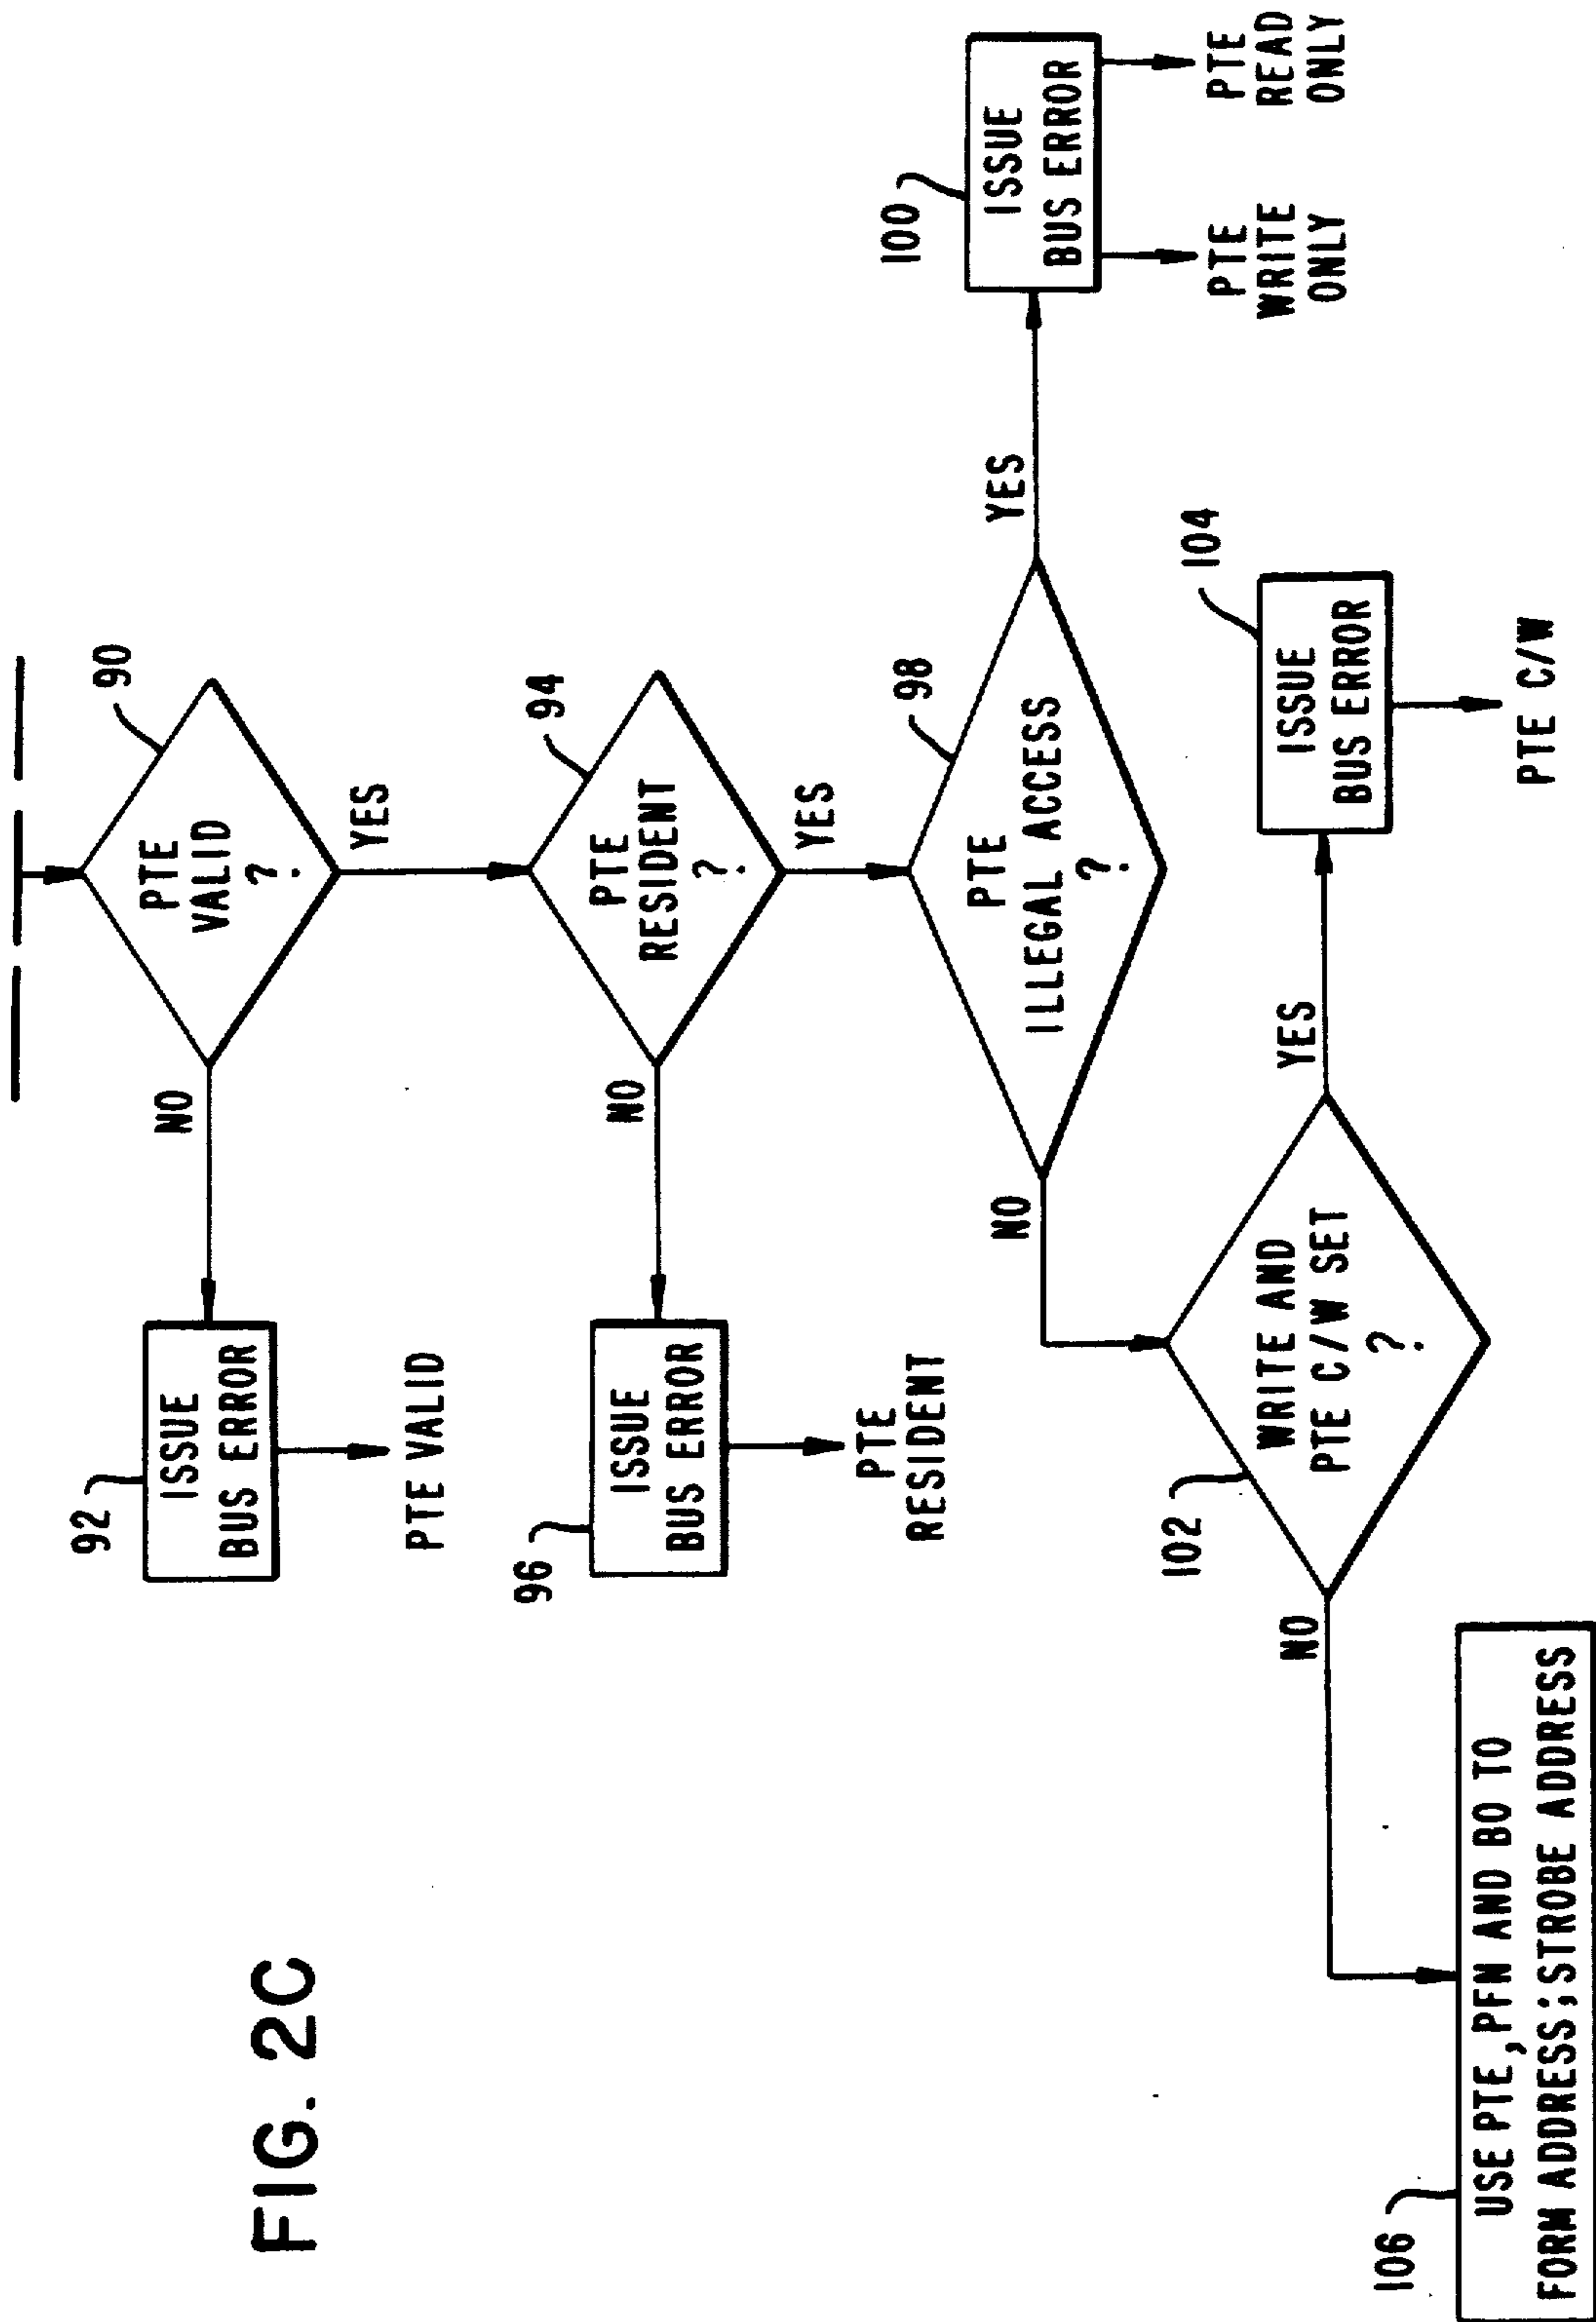 FIG. 2C
90
PTE
VALID
?
NO
YES
92
ISSUE
BUS ERROR
PTE VALID
94
PTE
RESIDENT
?
NO
YES
96
ISSUE
BUS ERROR
PTE
RESIDENT
98
PTE
ILLEGAL ACCESS
?
NO
YES
100
ISSUE
BUS ERROR
PTE
WRITE
ONLY
PTE
READ
ONLY
102
WRITE AND
PTE C/W SET
?
NO
YES
104
ISSUE
BUS ERROR
PTE C/W
106
USE PTE, PFN AND BO TO
FORM ADDRESS; STROBE ADDRESS